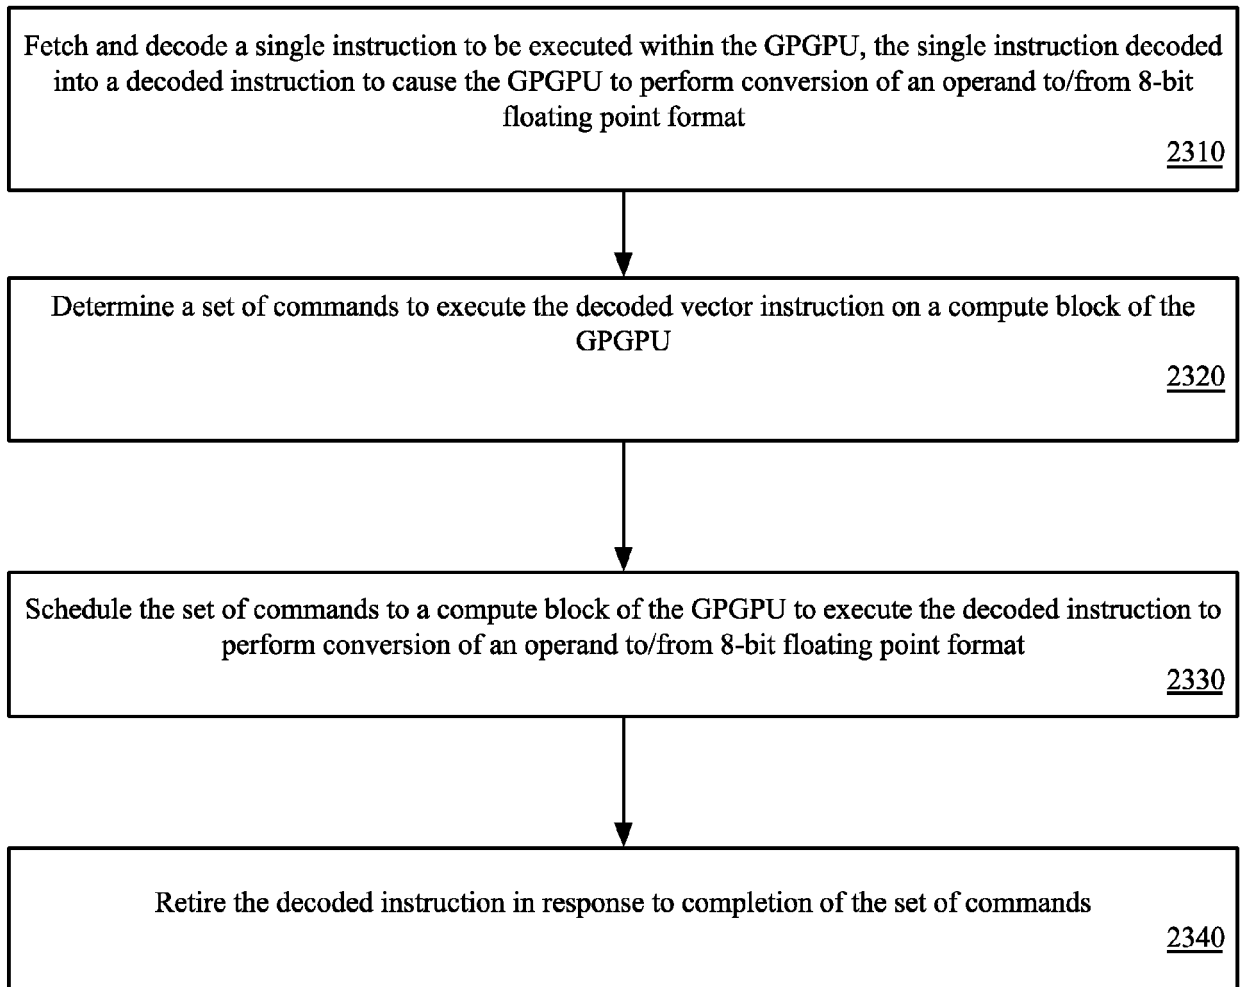 Fetch and decode a single instruction to be executed within the GPGPU, the single instruction decoded
into a decoded instruction to cause the GPGPU to perform conversion of an operand to/from 8-bit
floating point format
2310
Determine a set of commands to execute the decoded vector instruction on a compute block of the
GPGPU
2320
Schedule the set of commands to a compute block of the GPGPU to execute the decoded instruction to
perform conversion of an operand to/from 8-bit floating point format
2330
Retire the decoded instruction in response to completion of the set of commands
2340